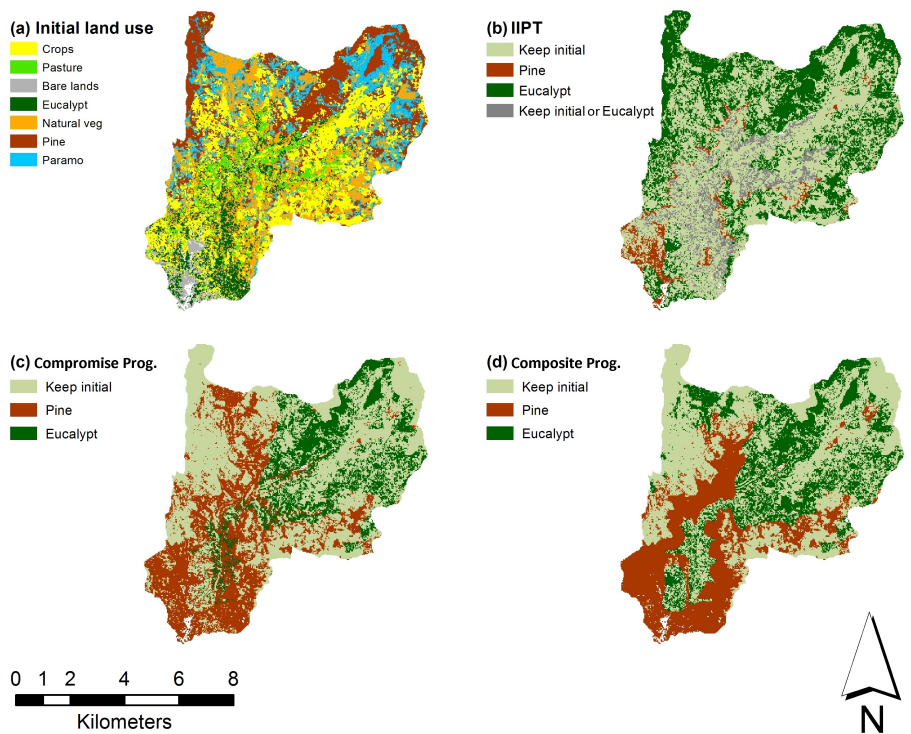 (a) Initial land use
Crops
Pasture
Bare lands
Eucalypt
Natural veg
Pine
Paramo
(b) IIPT
Keep initial
Pine
Eucalypt
Keep initial or Eucalypt
(c) Compromise Prog.
Keep initial
Pine
Eucalypt
(d) Composite Prog.
Keep initial
Pine
Eucalypt
0 1 2 4 6 8
Kilometers
N